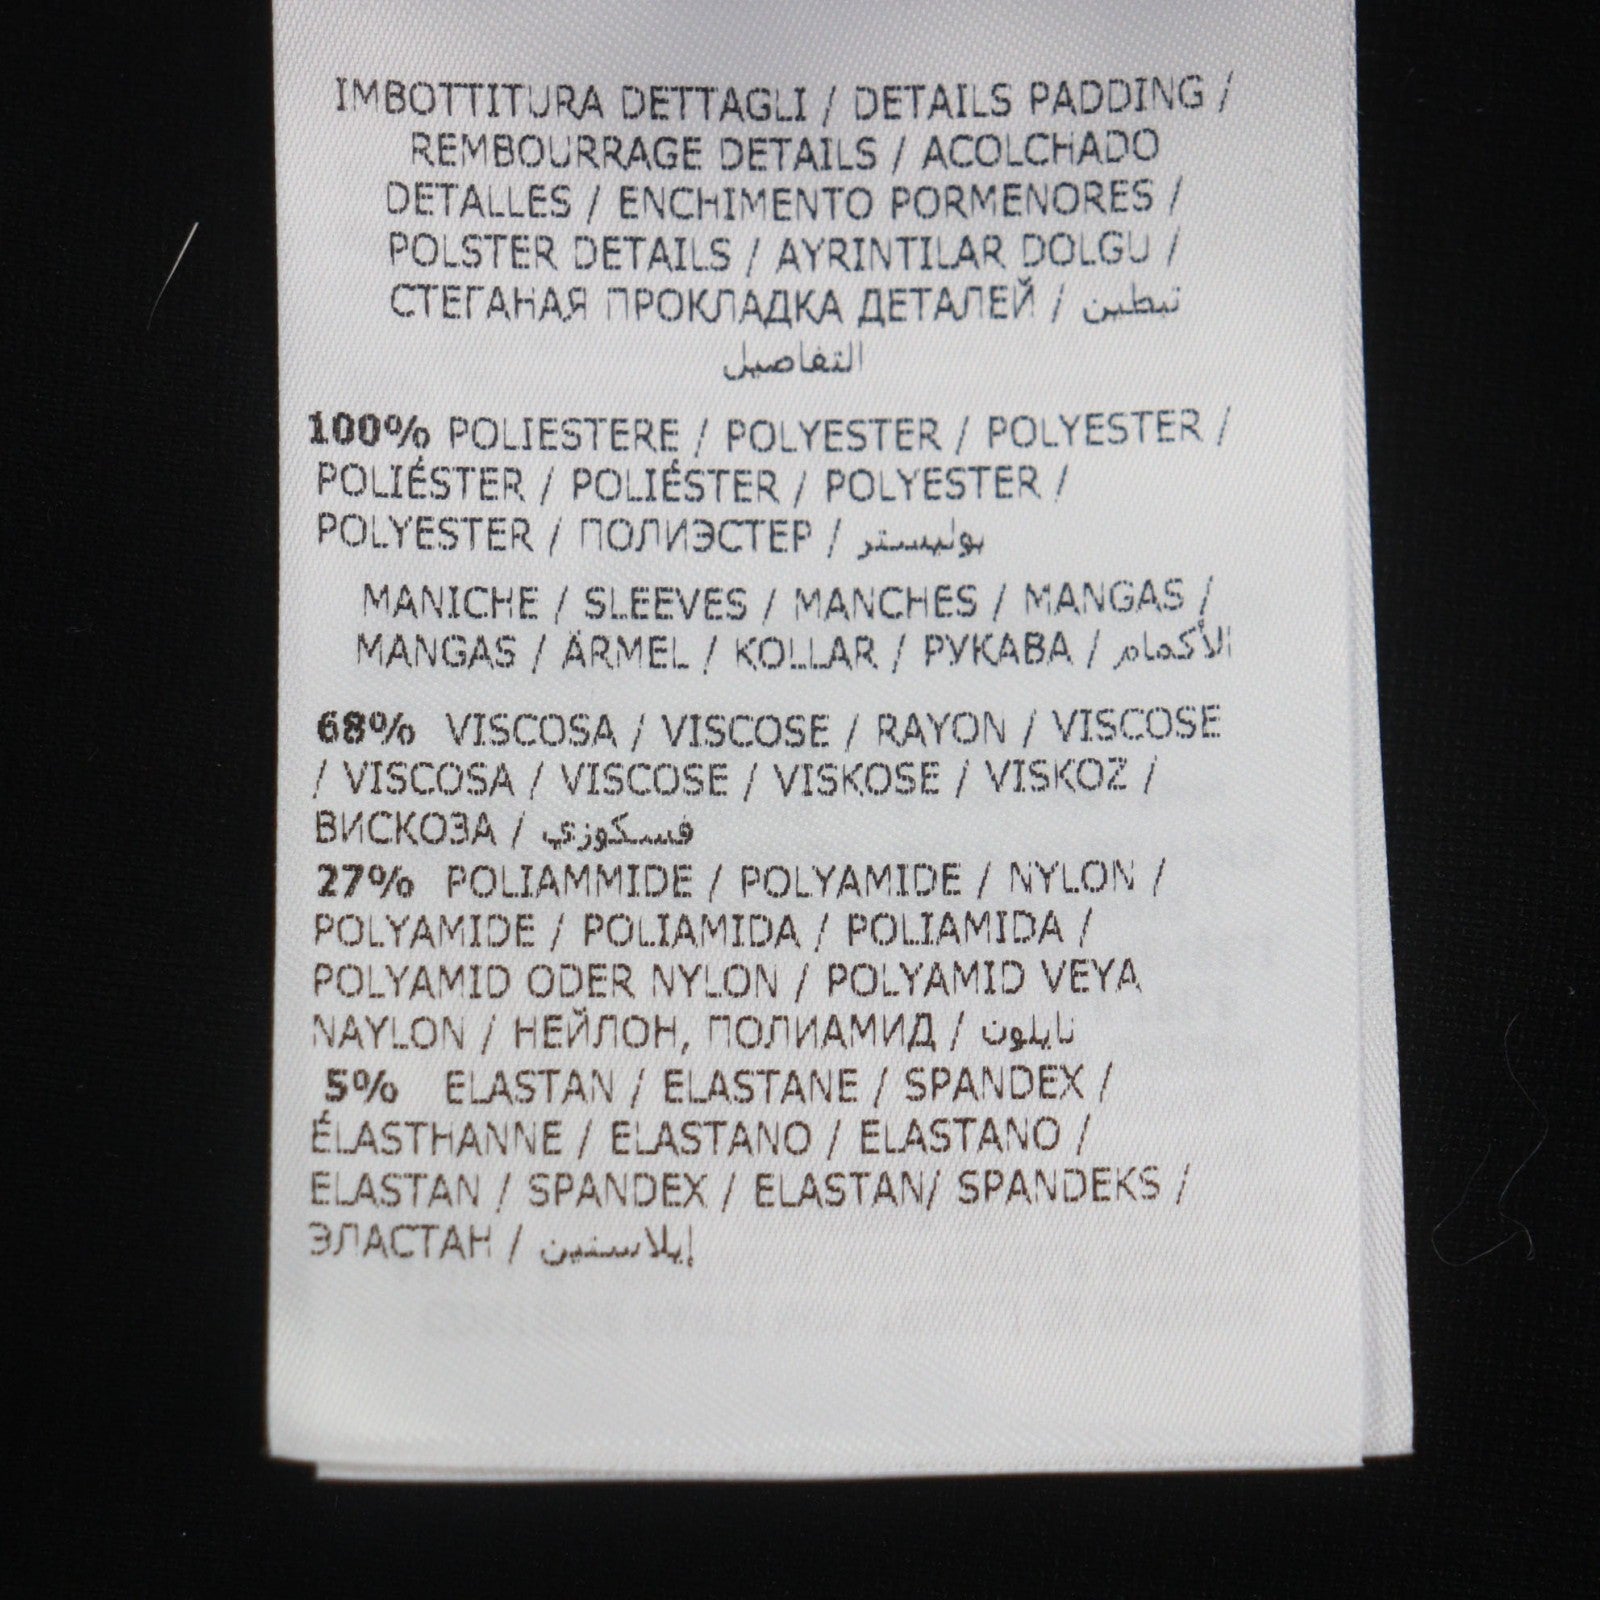 IMBOTTITURA DETTAGLI / DETAILS PADDING /
REMBOURRAGE DETAILS / ACOLCHADO
DETALLES / ENCHIMENTO PORMENORES /
POLSTER DETAILS / AYRINTILAR DOLGU /
СТЕГАНАЯ ПРОКЛАДКА ДЕТАЛЕЙ / تبطين
التفاصيل
100% POLIESTERE / POLYESTER / POLYESTER /
POLIÉSTER / POLIÉSTER / POLYESTER /
POLYESTER / ПОЛИЭСТЕР / بوليستر
MANICHE / SLEEVES / MANCHES / MANGAS /
MANGAS / ÄRMEL / KOLLAR / РУКАВА / الأكمام
68% VISCOSA / VISCOSE / RAYON / VISCOSE
/ VISCOSA / VISCOSE / VISKOSE / VISKOZ /
ВИСКОЗА / فسكوزي
27% POLIAMMIDE / POLYAMIDE / NYLON /
POLYAMIDE / POLIAMIDA / POLIAMIDA /
POLYAMID ODER NYLON / POLYAMID VEYA
NAYLON / НЕЙЛОН, ПОЛИАМИД / نايلون
5% ELASTAN / ELASTANE / SPANDEX /
ÉLASTHANNE / ELASTANO / ELASTANO /
ELASTAN / SPANDEX / ELASTAN/ SPANDEKS /
ЭЛАСТАН / إيلاستين